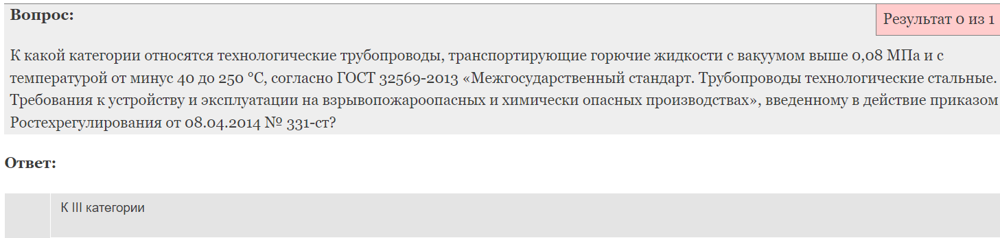 Вопрос:
Результат 0 из 1
К какой категории относятся технологические трубопроводы, транспортирующие горючие жидкости с вакуумом выше 0,08 МПа и с
температурой от минус 40 до 250 °С, согласно ГОСТ 32569-2013 «Межгосударственный стандарт. Трубопроводы технологические стальные.
Требования к устройству и эксплуатации на взрывопожароопасных и химически опасных производствах», введенному в действие приказом
Ростехрегулирования от 08.04.2014 № 331-ст?
Ответ:
К III категории